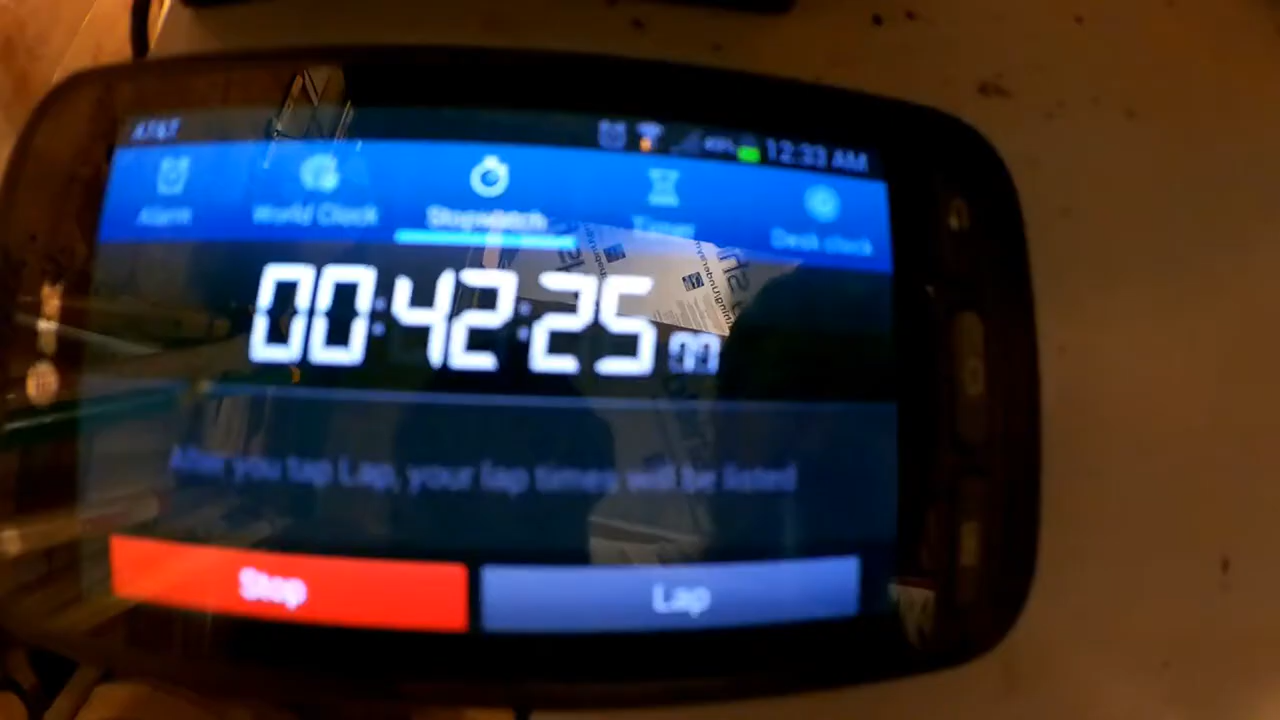 AT&T 12:33 AM
Alarm World Clock Stopwatch Timer Desk clock
00:42:25
After you tap Lap, your lap times will be listed
Stop Lap